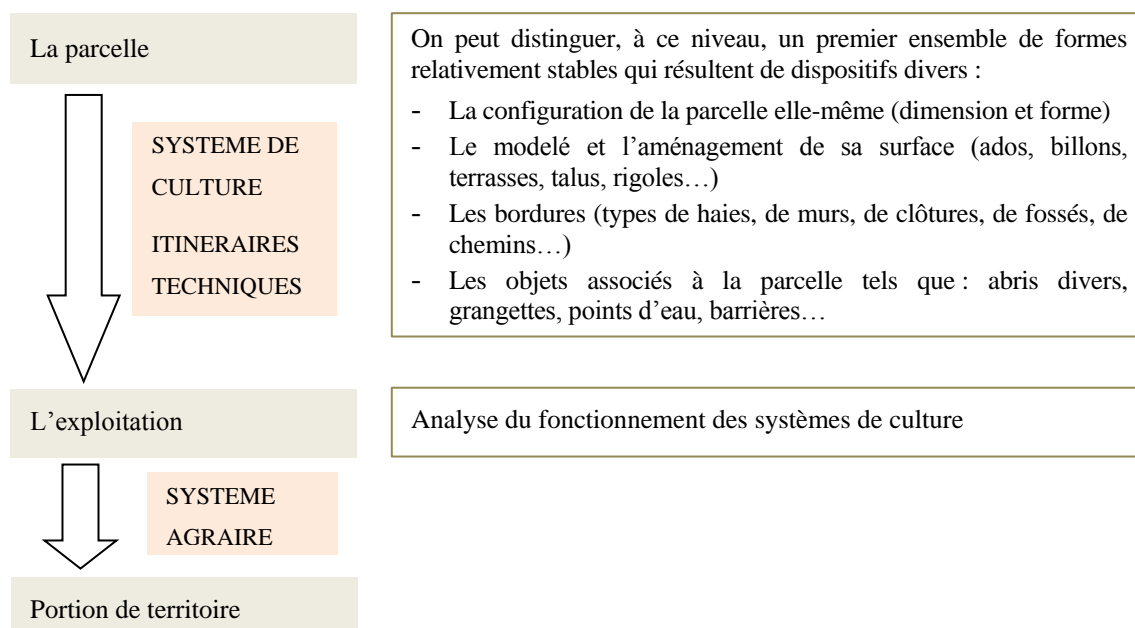 La parcelle
On peut distinguer, à ce niveau, un premier ensemble de formes
relativement stables qui résultent de dispositifs divers :
- La configuration de la parcelle elle-même (dimension et forme)
- Le modelé et l’aménagement de sa surface (ados, billons,
terrasses, talus, rigoles…)
- Les bordures (types de haies, de murs, de clôtures, de fossés, de
chemins…)
- Les objets associés à la parcelle tels que : abris divers,
grangettes, points d’eau, barrières…
SYSTEME DE
CULTURE
ITINERAIRES
TECHNIQUES
L’exploitation
Analyse du fonctionnement des systèmes de culture
SYSTEME
AGRAIRE
Portion de territoire